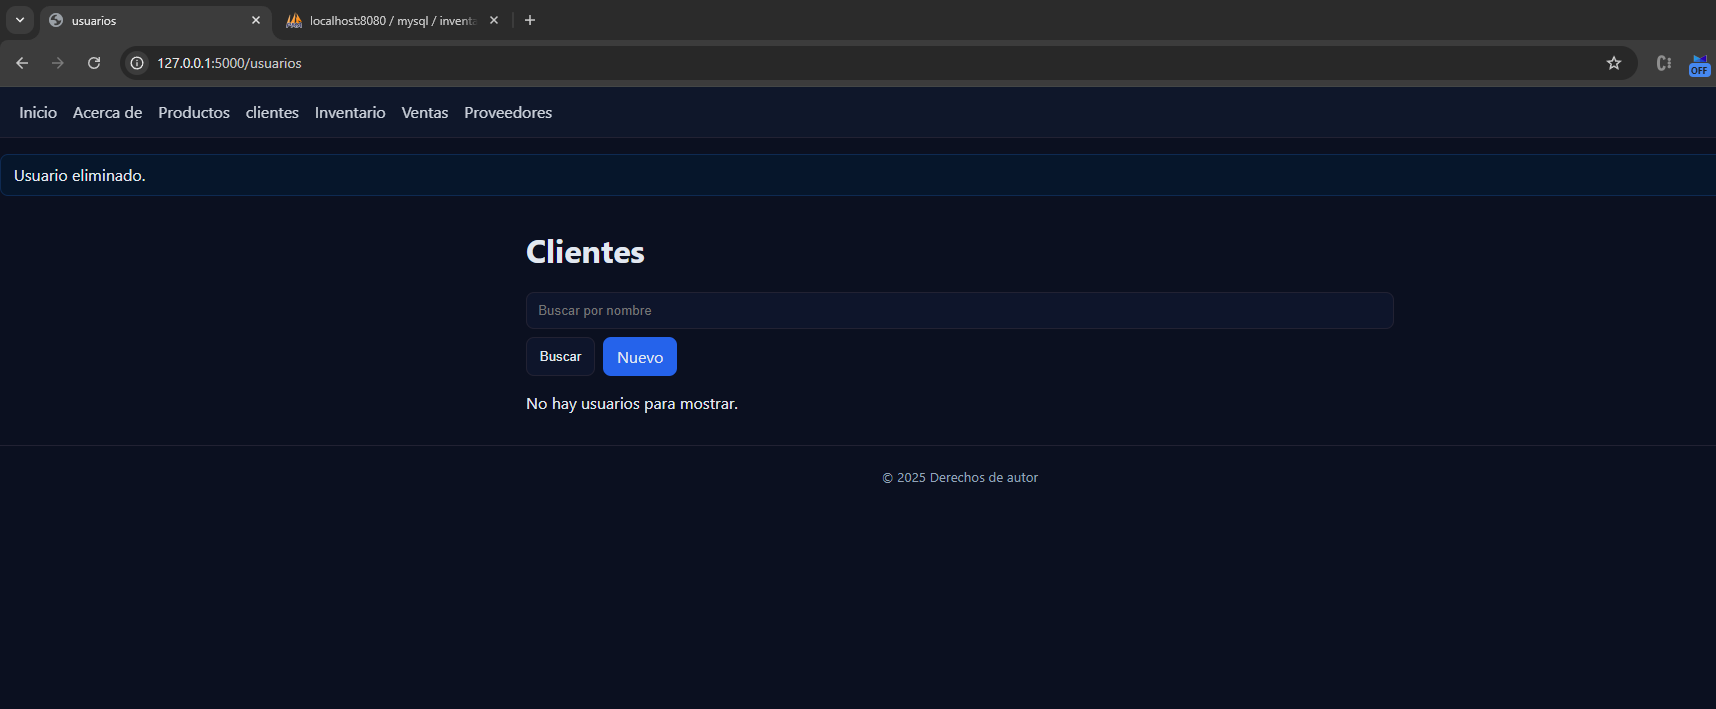 usuarios
localhost:8080 / mysql / inventa
127.0.0.1:5000/usuarios
OFF
Inicio Acerca de Productos clientes Inventario Ventas Proveedores
Usuario eliminado.
Clientes
Buscar por nombre
Buscar Nuevo
No hay usuarios para mostrar.
© 2025 Derechos de autor